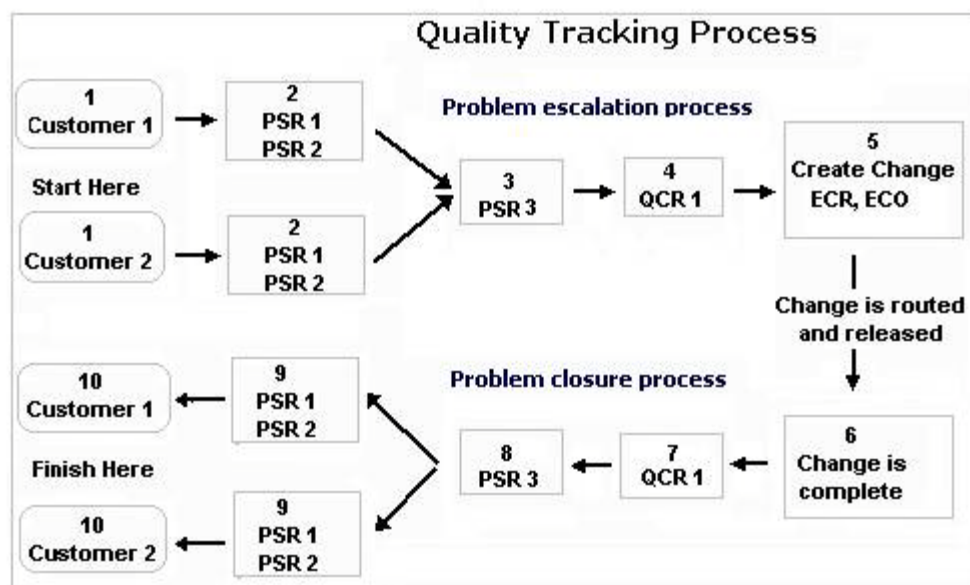 Quality Tracking Process
1
Customer 1
2
PSR 1
PSR 2
Problem escalation process
5
Create Change
ECR, ECO
Start Here
3
PSR 3
4
QCR 1
1
Customer 2
2
PSR 1
PSR 2
Change is routed
and released
10
Customer 1
9
PSR 1
PSR 2
Problem closure process
6
Change is
complete
Finish Here
8
PSR 3
7
QCR 1
10
Customer 2
9
PSR 1
PSR 2